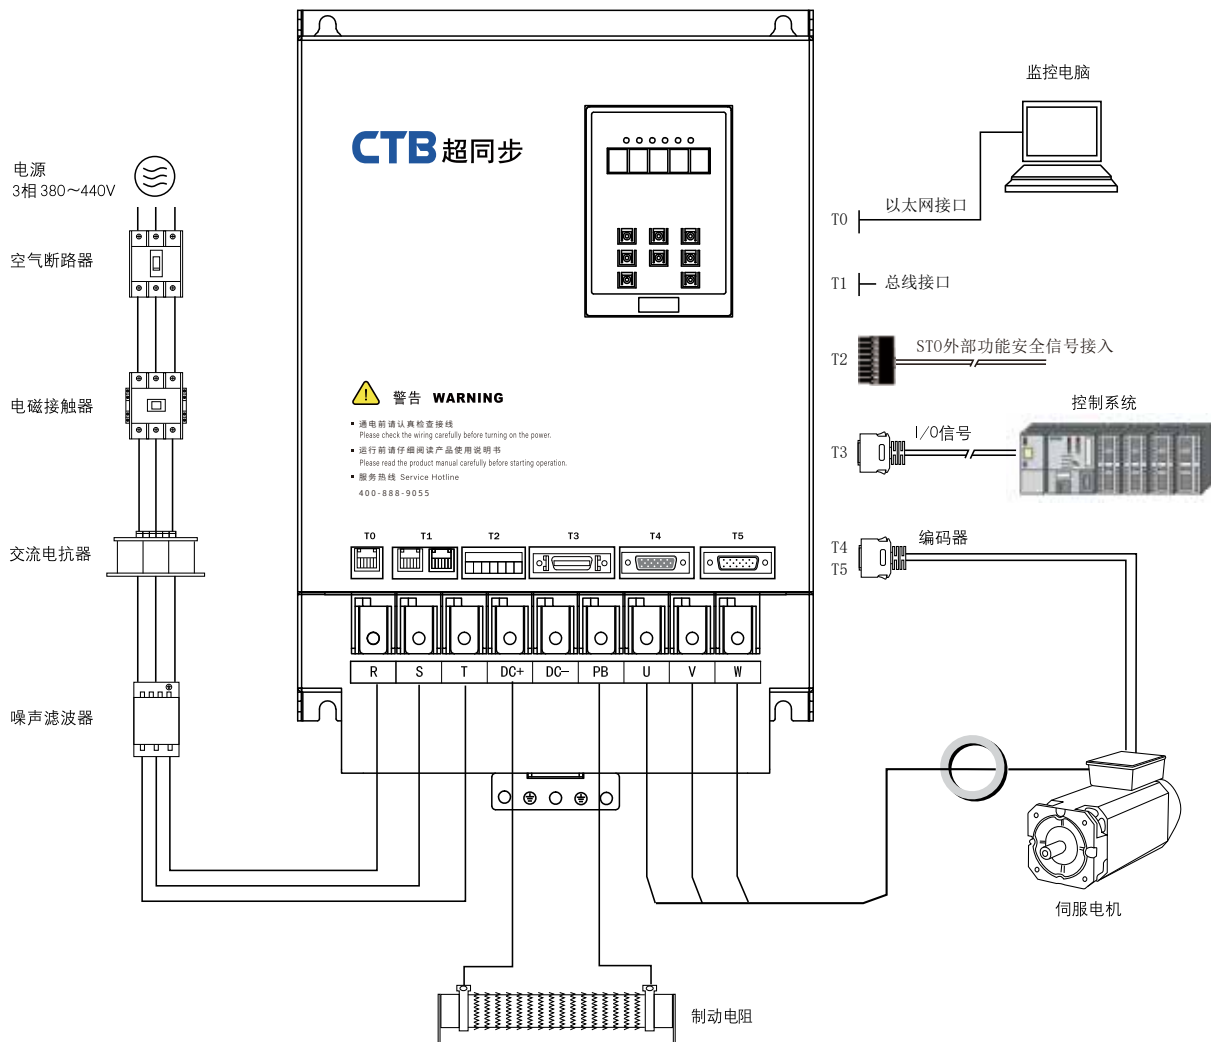 电源
3相 380～440V
空气断路器
电磁接触器
交流电抗器
噪声滤波器
CTB 超同步
! 警告 WARNING
▪ 通电前请认真检查接线
Please check the wiring carefully before turning on the power.
▪ 运行前请仔细阅读产品使用说明书
Please read the product manual carefully before starting operation.
▪ 服务热线 Service Hotline
400-888-9055
T0 T1 T2 T3 T4 T5
R S T DC+ DC- PB U V W
制动电阻
监控电脑
T0 以太网接口
T1 总线接口
T2 STO外部功能安全信号接入
控制系统
T3 I/O信号
T4 编码器
T5
伺服电机